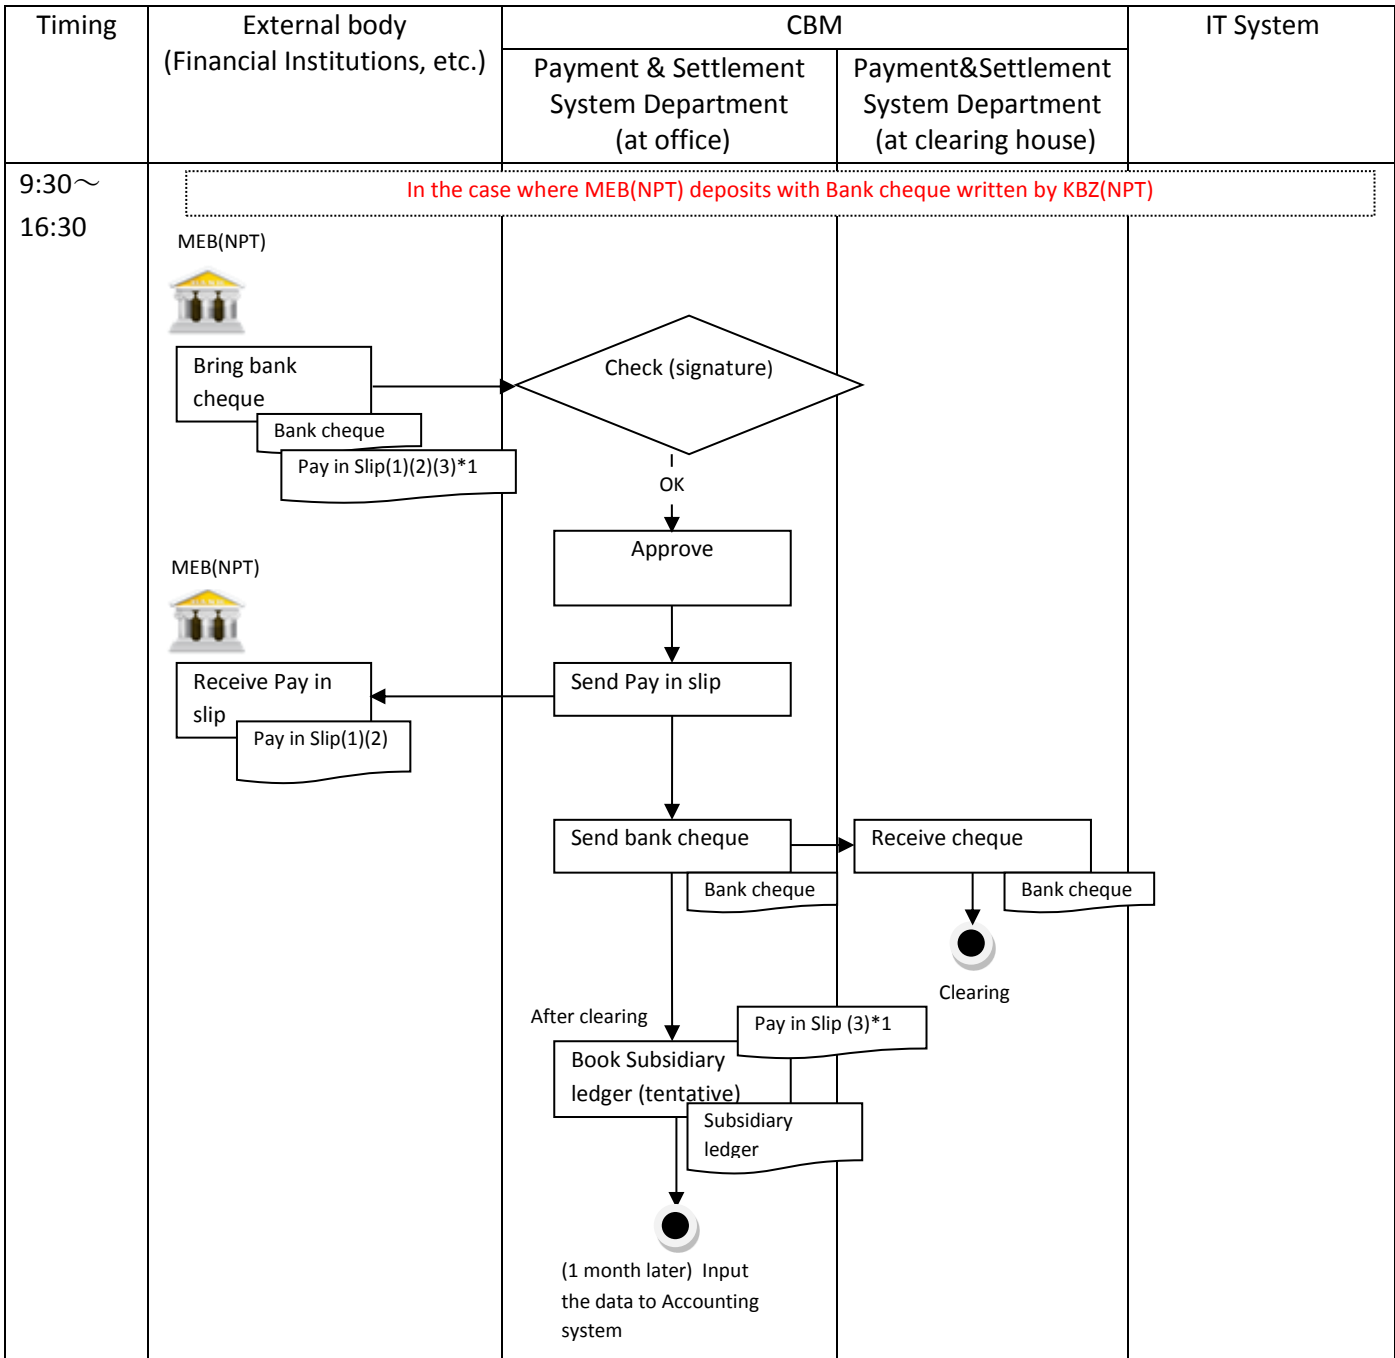 Timing
External body
(Financial Institutions, etc.)
CBM
IT System
Payment & Settlement
System Department
(at office)
Payment&Settlement
System Department
(at clearing house)
9:30～
16:30
In the case where MEB(NPT) deposits with Bank cheque written by KBZ(NPT)
MEB(NPT)
Bring bank
cheque
Bank cheque
Pay in Slip(1)(2)(3)*1
Check (signature)
OK
Approve
MEB(NPT)
Receive Pay in
slip
Pay in Slip(1)(2)
Send Pay in slip
Send bank cheque
Bank cheque
Receive cheque
Bank cheque
Clearing
After clearing
Pay in Slip (3)*1
Book Subsidiary
ledger (tentative)
Subsidiary
ledger
(1 month later) Input
the data to Accounting
system